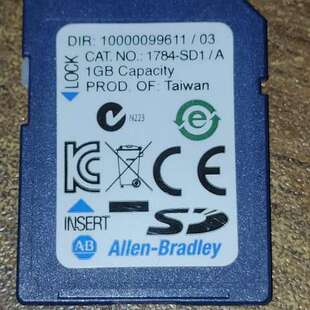 DIR: 10000099611 / 03
CAT. NO.: 1784-SD1 / A
1GB Capacity
PROD. OF: Taiwan
LOCK
N223
e
CE
INSERT
SD
AB
Allen-Bradley